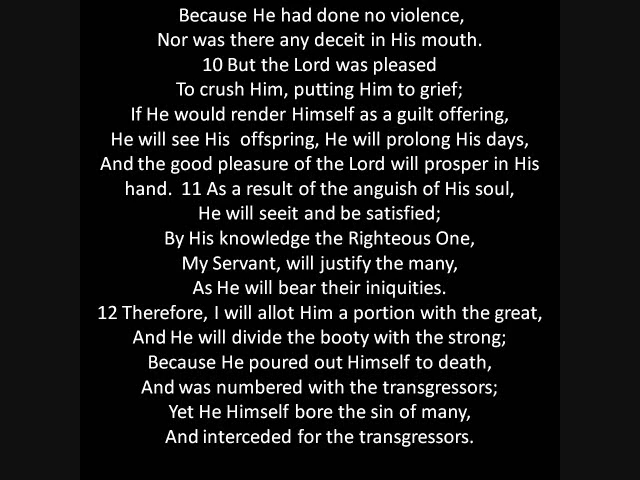 Because He had done no violence,
Nor was there any deceit in His mouth.
10 But the Lord was pleased
To crush Him, putting Him to grief;
If He would render Himself as a guilt offering,
He will see His  offspring, He will prolong His days,
And the good pleasure of the Lord will prosper in His
hand.  11 As a result of the anguish of His soul,
He will seeit and be satisfied;
By His knowledge the Righteous One,
My Servant, will justify the many,
As He will bear their iniquities.
12 Therefore, I will allot Him a portion with the great,
And He will divide the booty with the strong;
Because He poured out Himself to death,
And was numbered with the transgressors;
Yet He Himself bore the sin of many,
And interceded for the transgressors.